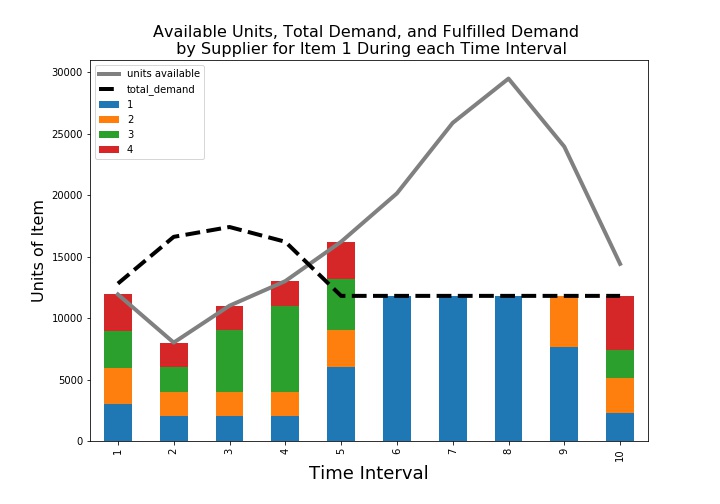 Available Units, Total Demand, and Fulfilled Demand
by Supplier for Item 1 During each Time Interval
units available
total_demand
1
2
3
4
30000
25000
20000
15000
10000
5000
0
Units of Item
1 2 3 4 5 6 7 8 9 10
Time Interval